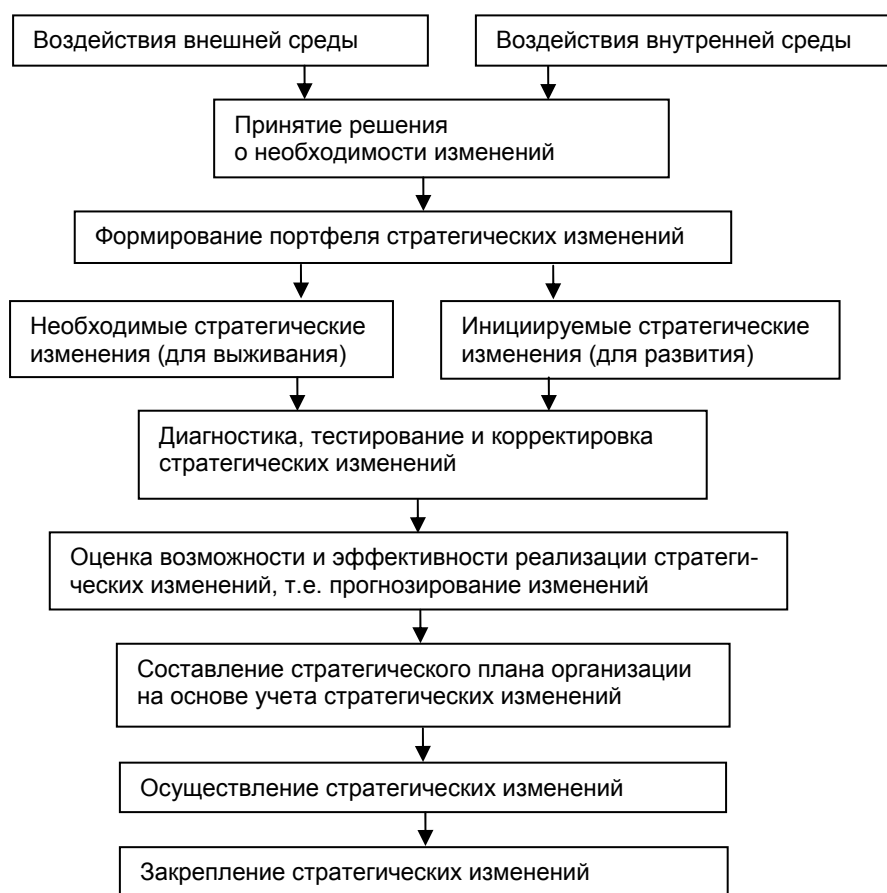 Воздействия внешней среды
Воздействия внутренней среды
Принятие решения
о необходимости изменений
Формирование портфеля стратегических изменений
Необходимые стратегические
изменения (для выживания)
Инициируемые стратегические
изменения (для развития)
Диагностика, тестирование и корректировка
стратегических изменений
Оценка возможности и эффективности реализации стратеги-
ческих изменений, т.е. прогнозирование изменений
Составление стратегического плана организации
на основе учета стратегических изменений
Осуществление стратегических изменений
Закрепление стратегических изменений